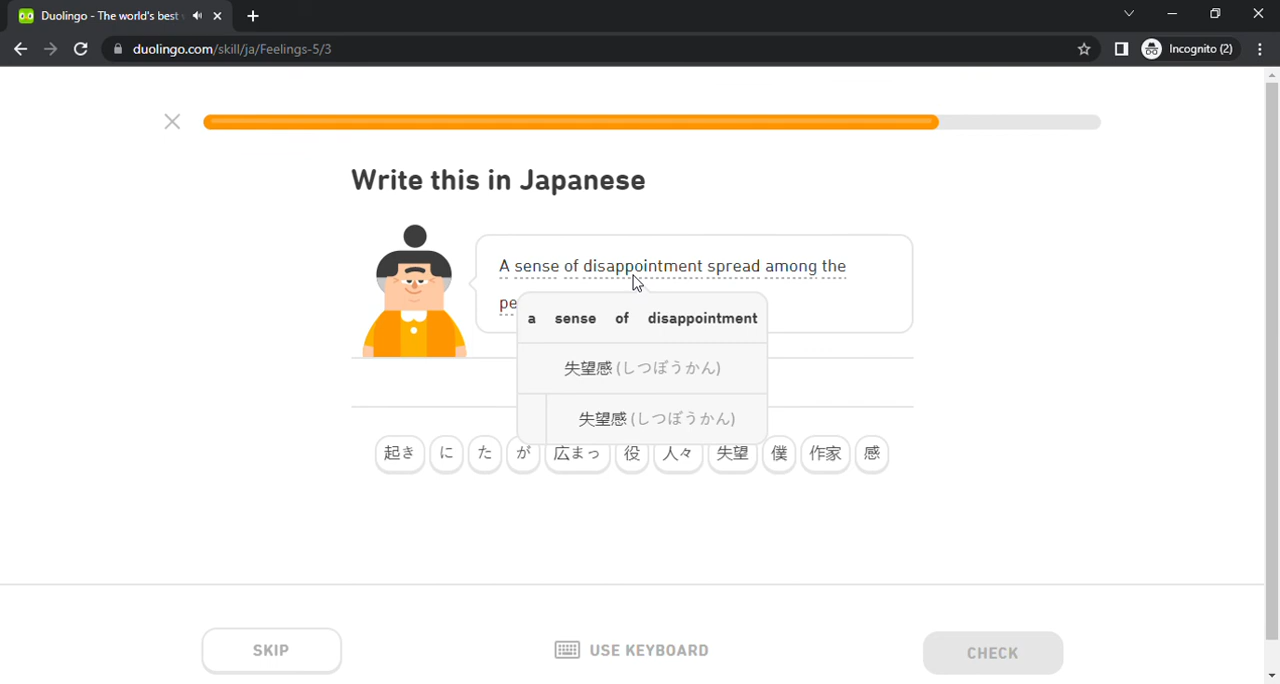 Duolingo - The world's best
duolingo.com/skill/ja/Feelings-5/3
Incognito (2)
Write this in Japanese
A sense of disappointment spread among the
pe
a sense of disappointment
失望感 (しつぼうかん)
失望感 (しつぼうかん)
起き に た が 広まっ 役 人々 失望 僕 作家 感
SKIP
USE KEYBOARD
CHECK